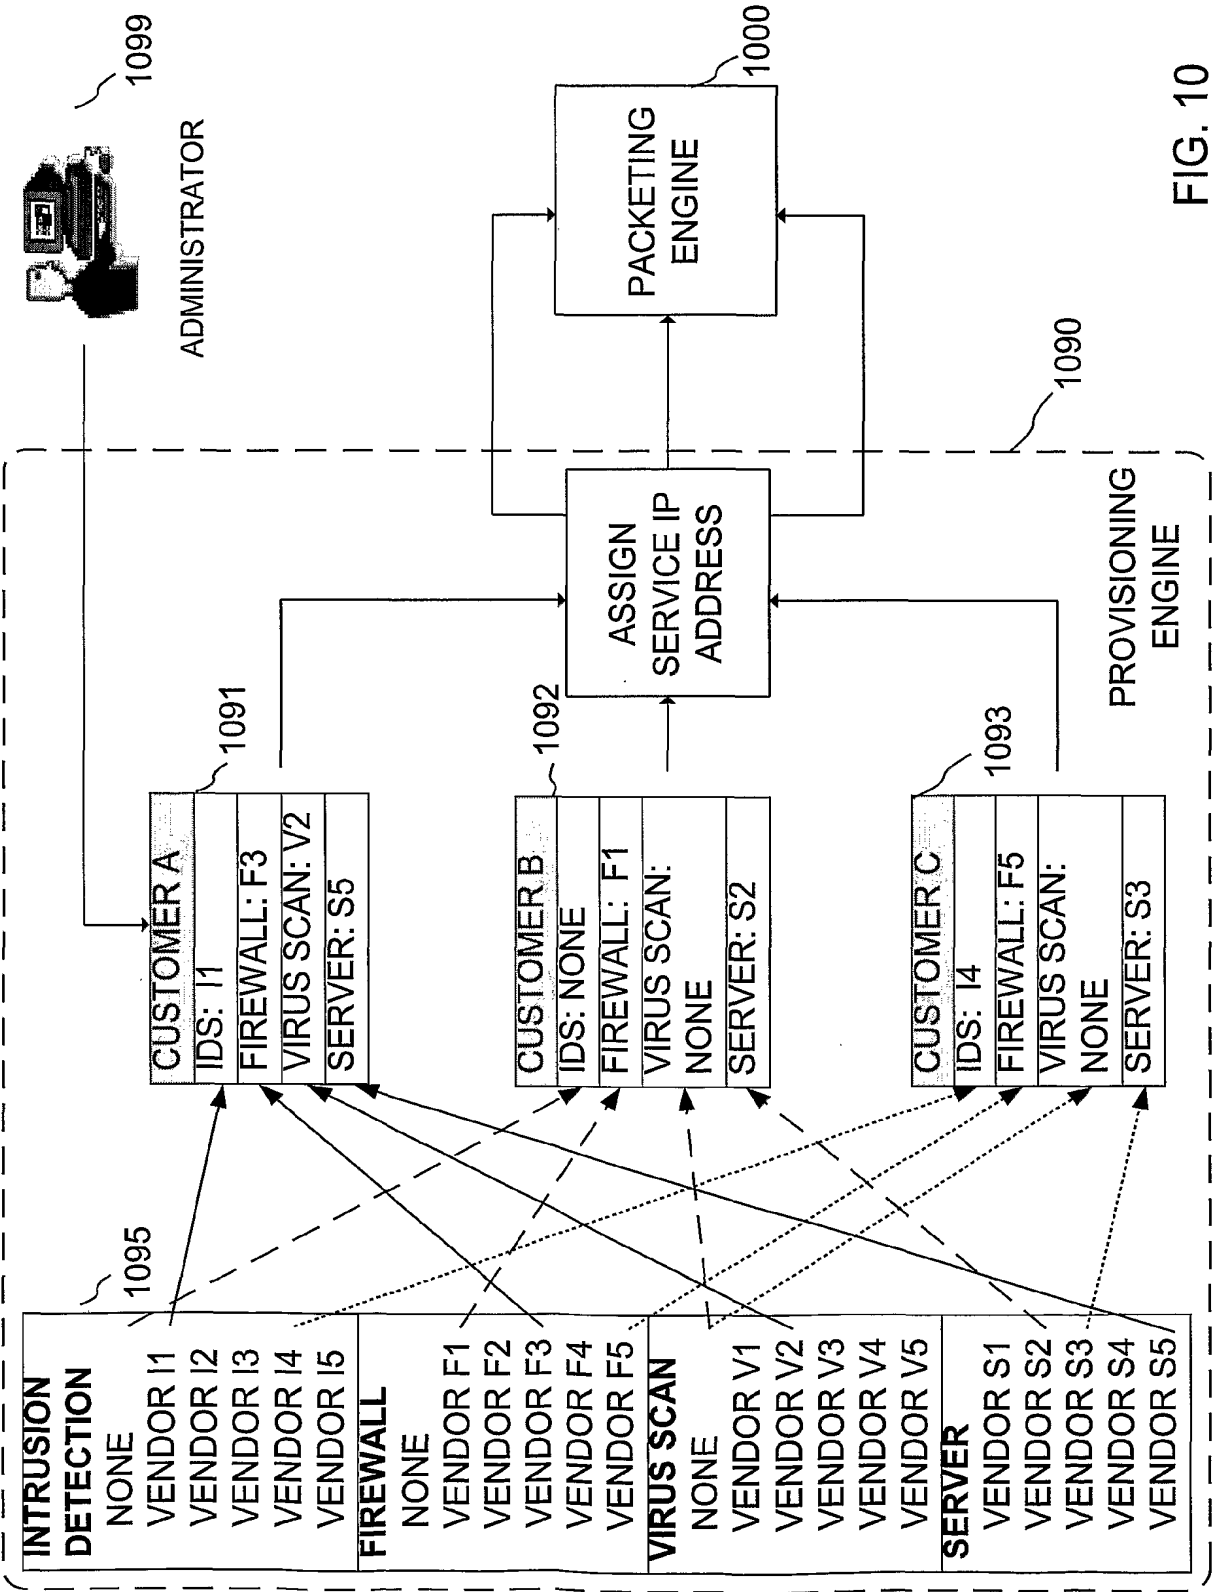 INTRUSION
DETECTION
NONE
VENDOR I1
VENDOR I2
VENDOR I3
VENDOR I4
VENDOR I5
FIREWALL
NONE
VENDOR F1
VENDOR F2
VENDOR F3
VENDOR F4
VENDOR F5
VIRUS SCAN
NONE
VENDOR V1
VENDOR V2
VENDOR V3
VENDOR V4
VENDOR V5
SERVER
VENDOR S1
VENDOR S2
VENDOR S3
VENDOR S4
VENDOR S5
1095
CUSTOMER A
IDS: I1
FIREWALL: F3
VIRUS SCAN: V2
SERVER: S5
1091
CUSTOMER B
IDS: NONE
FIREWALL: F1
VIRUS SCAN:
NONE
SERVER: S2
1092
CUSTOMER C
IDS: I4
FIREWALL: F5
VIRUS SCAN:
NONE
SERVER: S3
1093
ASSIGN
SERVICE IP
ADDRESS
PROVISIONING
ENGINE
1090
ADMINISTRATOR
1099
PACKETING
ENGINE
1000
FIG. 10